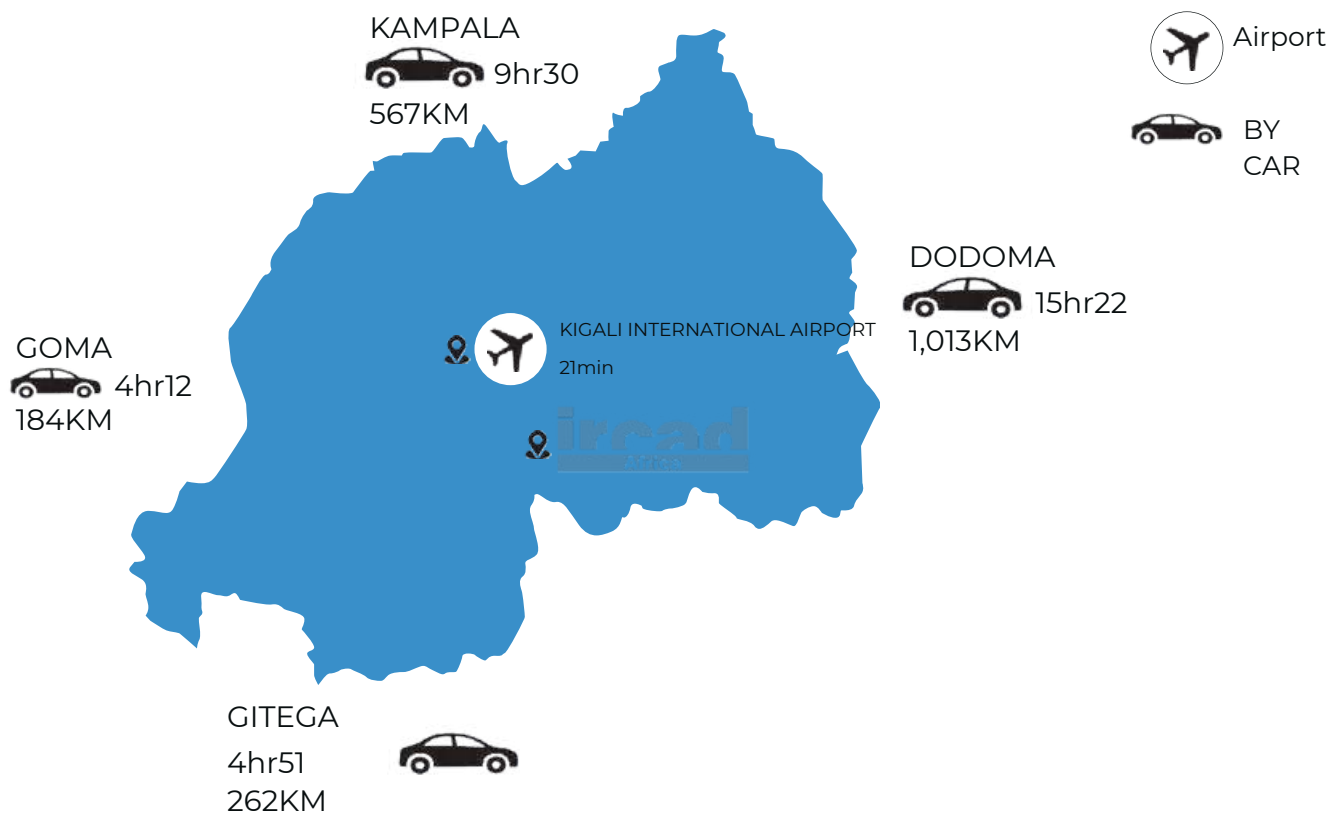 KAMPALA
9hr30
567KM
Airport
BY
CAR
DODOMA
15hr22
1,013KM
KIGALI INTERNATIONAL AIRPORT
21min
GOMA
4hr12
184KM
ircad
AFRICA
GITEGA
4hr51
262KM